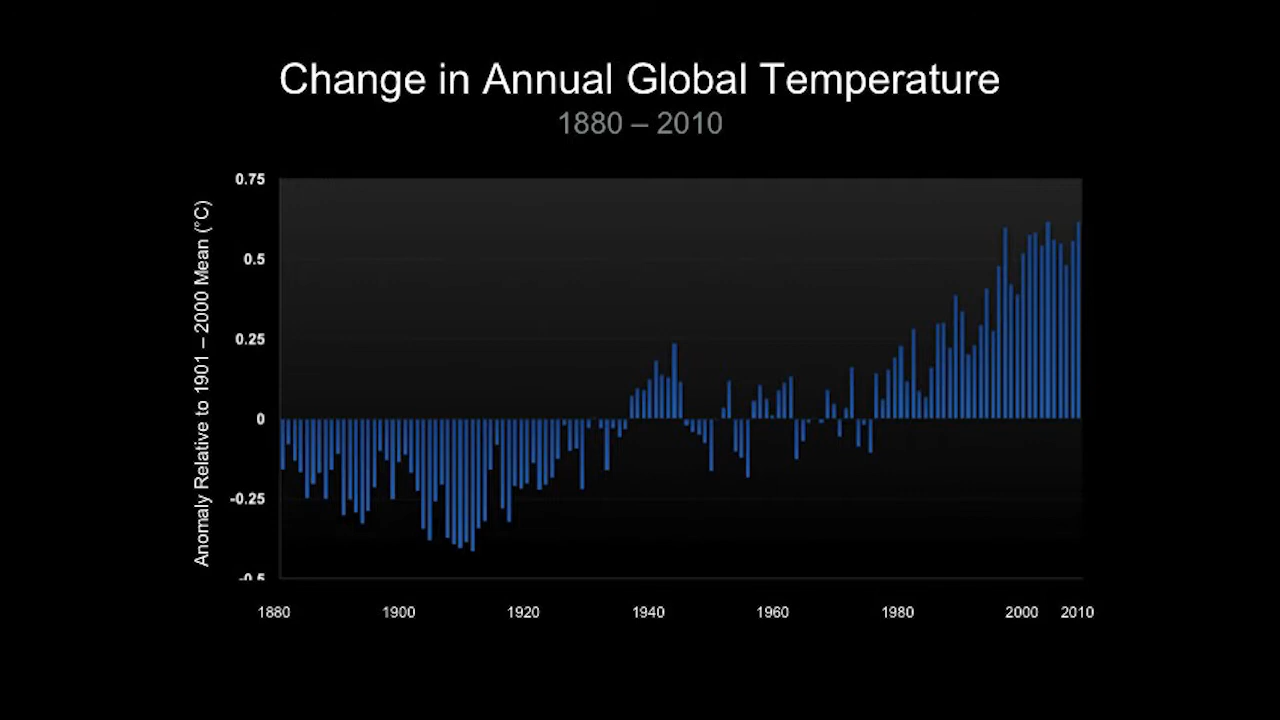 Change in Annual Global Temperature
1880 – 2010
Anomaly Relative to 1901 – 2000 Mean (°C)
0.75
0.5
0.25
0
-0.25
-0.5
1880 1900 1920 1940 1960 1980 2000 2010